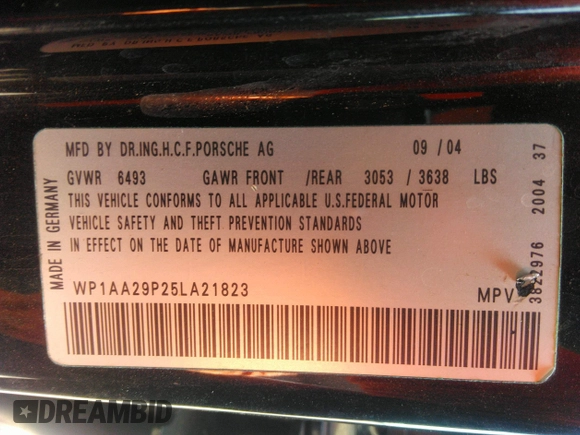 MFD BY DR.ING.H.C.F.PORSCHE AG 09 / 04
GVWR 6493 GAWR FRONT /REAR 3053 / 3638 LBS
THIS VEHICLE CONFORMS TO ALL APPLICABLE U.S.FEDERAL MOTOR
VEHICLE SAFETY AND THEFT PREVENTION STANDARDS
IN EFFECT ON THE DATE OF MANUFACTURE SHOWN ABOVE
WP1AA29P25LA21823 MPV
MADE IN GERMANY
2004 37
DREAMBID